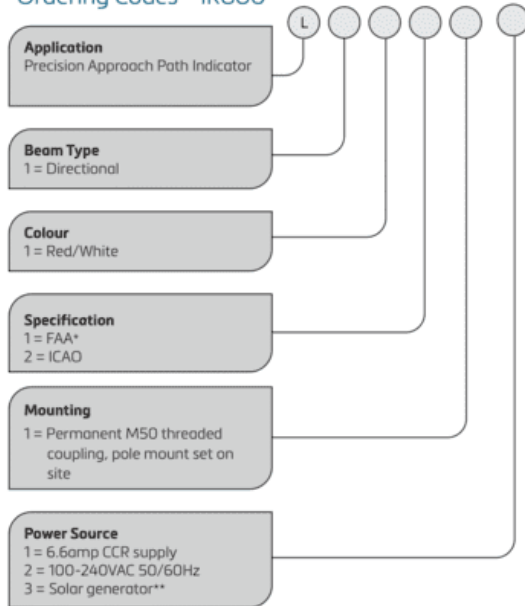 L
Application
Precision Approach Path Indicator
Beam Type
1 = Directional
Colour
1 = Red/White
Specification
1 = FAA*
2 = ICAO
Mounting
1 = Permanent M50 threaded
coupling, pole mount set on
site
Power Source
1 = 6.6amp CCR supply
2 = 100-240VAC 50/60Hz
3 = Solar generator**